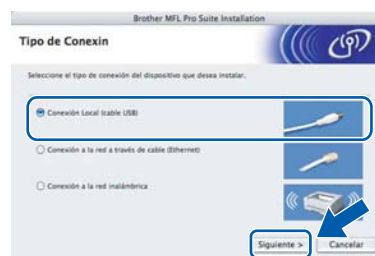 Brother MFL Pro Suite Installation
Tipo de Conexin
Seleccione el tipo de conexión del dispositivo que desea instalar.
Conexión Local (cable USB)
Conexión a la red a través de cable (Ethernet)
Conexión a la red inalámbrica
Siguiente >
Cancelar